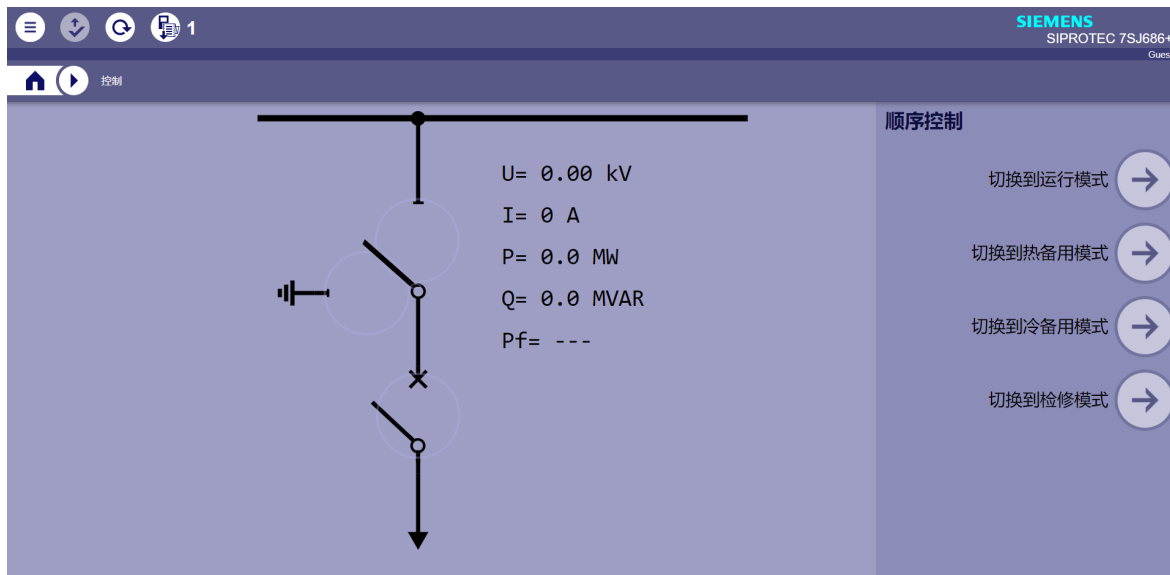 1
SIEMENS
SIPROTEC 7SJ686+
控制
顺序控制
U= 0.00 kV
切换到运行模式
I= 0 A
P= 0.0 MW
切换到热备用模式
Q= 0.0 MVAR
切换到冷备用模式
Pf= ---
切换到检修模式